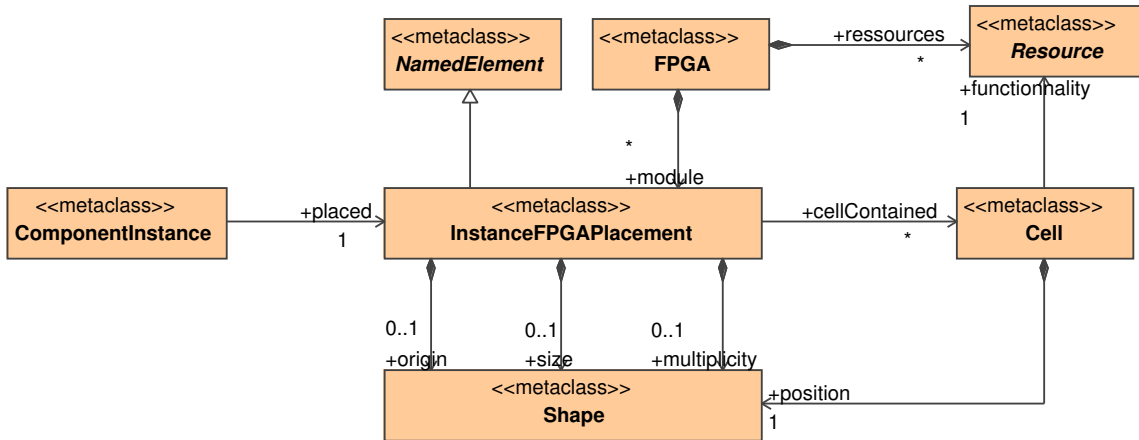 <<metaclass>>
NamedElement
<<metaclass>>
FPGA
+ressources
*
<<metaclass>>
Resource
+functionnality
1
*
+module
<<metaclass>>
ComponentInstance
+placed
1
<<metaclass>>
InstanceFPGAPlacement
+cellContained
*
<<metaclass>>
Cell
0..1
+origin
0..1
+size
0..1
+multiplicity
<<metaclass>>
Shape
+position
1